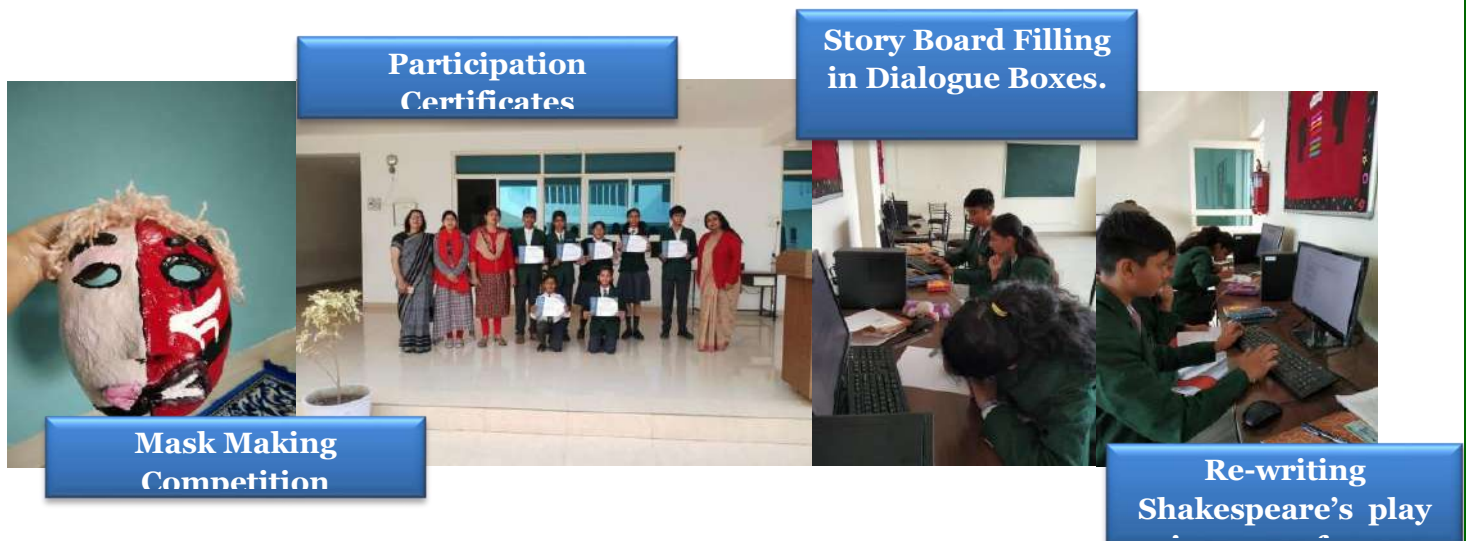 Participation
Certificates
Story Board Filling
in Dialogue Boxes.
Mask Making
Competition
Re-writing
Shakespeare's play